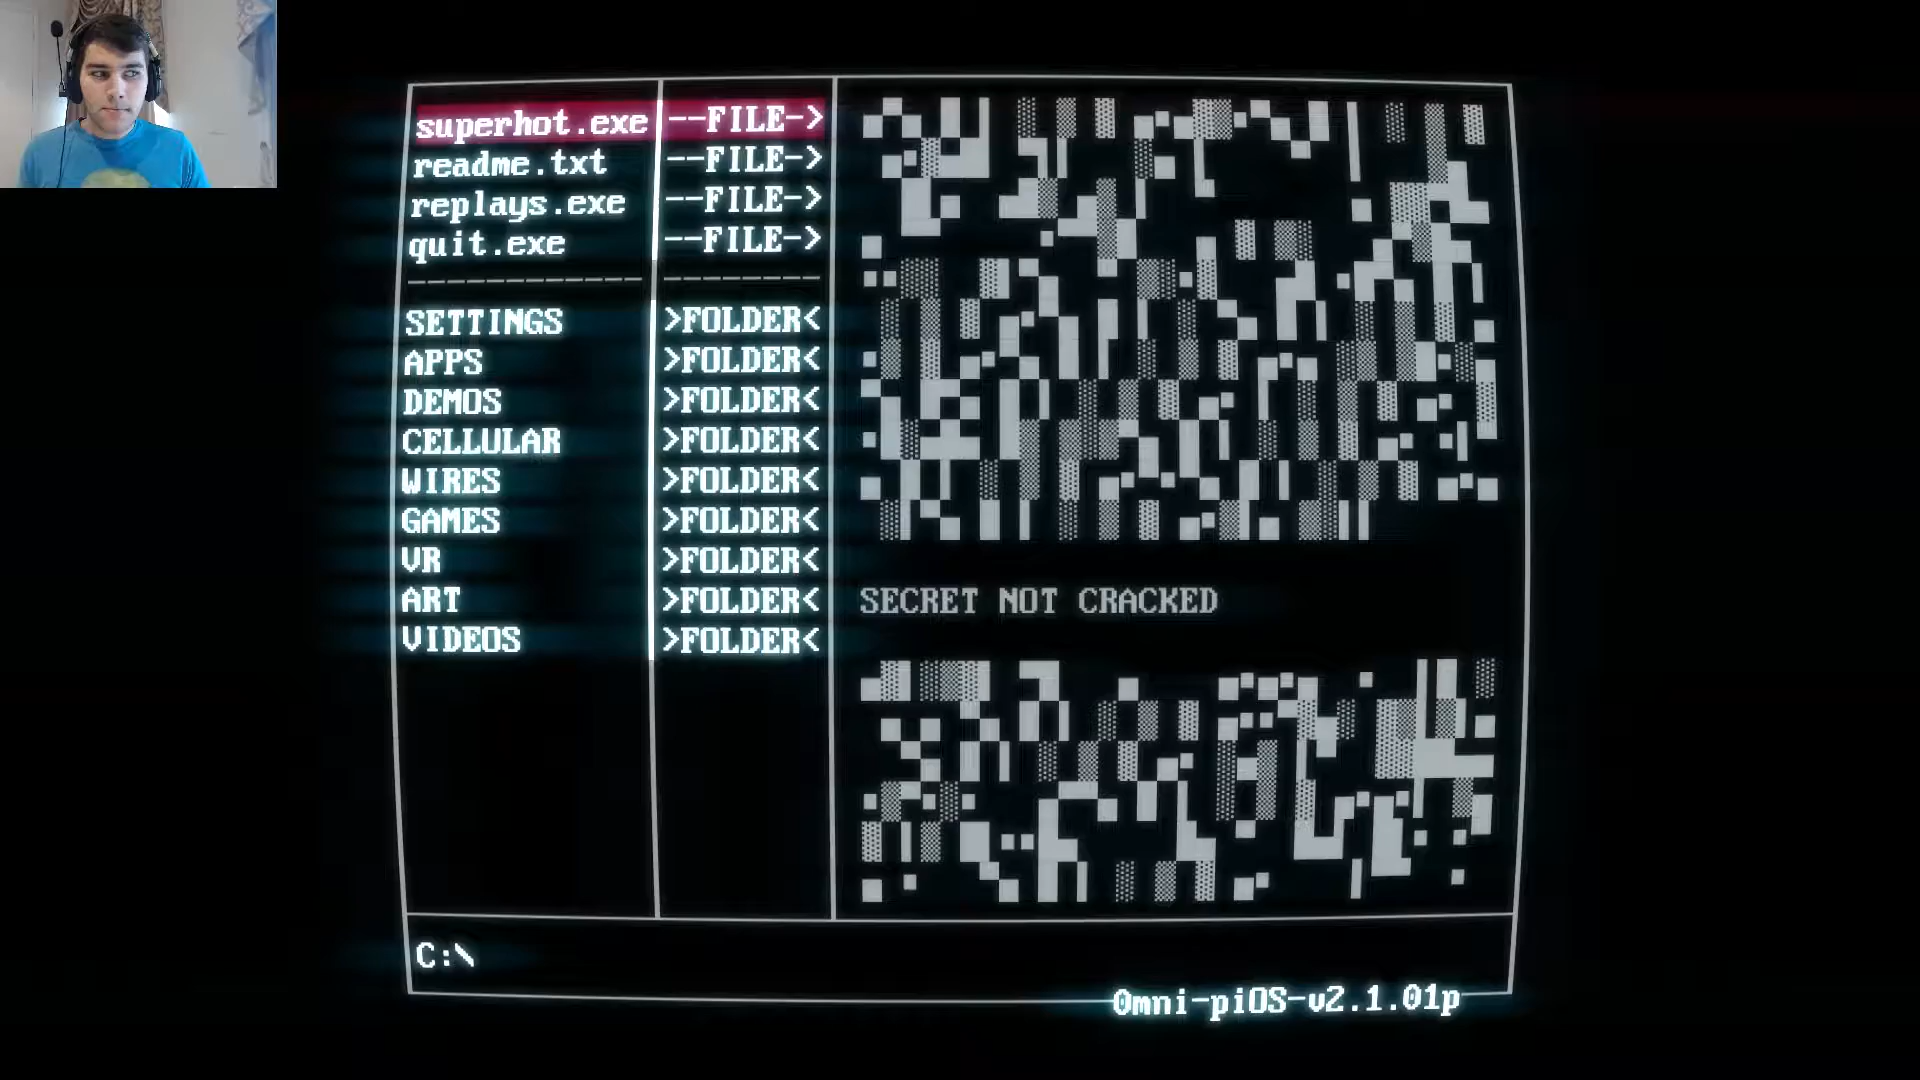 superhot.exe --FILE->
readme.txt --FILE->
replays.exe --FILE->
quit.exe --FILE->
SETTINGS >FOLDER<
APPS >FOLDER<
DEMOS >FOLDER<
CELLULAR >FOLDER<
WIRES >FOLDER<
GAMES >FOLDER<
VR >FOLDER<
ART >FOLDER<
VIDEOS >FOLDER<
SECRET NOT CRACKED
C:\
0mni-piOS-v2.1.01p